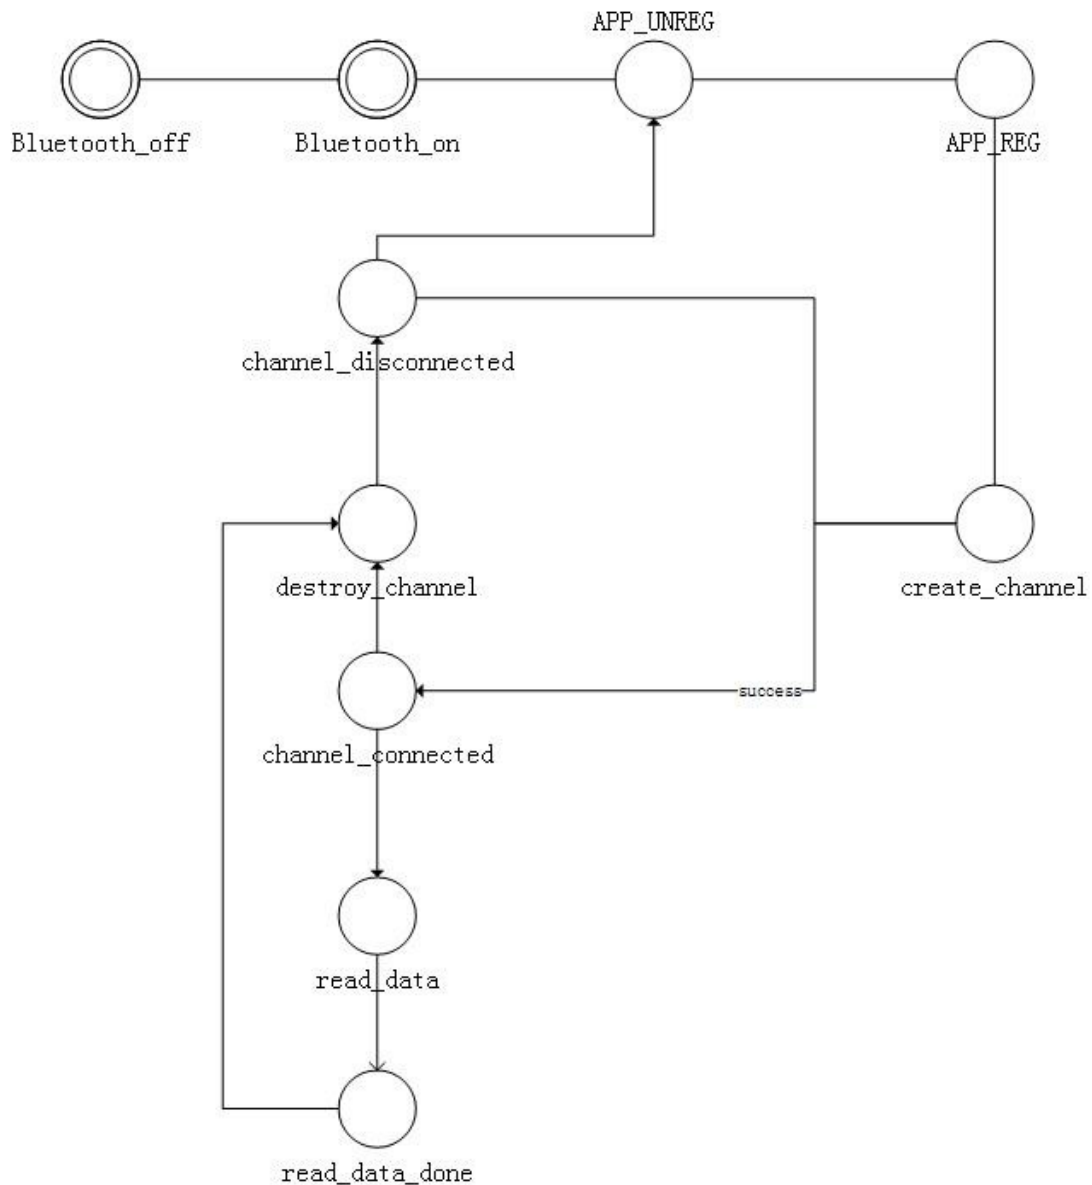 APP_UNREG
Bluetooth_off
Bluetooth_on
APP_REG
channel_disconnected
destroy_channel
create_channel
success
channel_connected
read_data
read_data_done